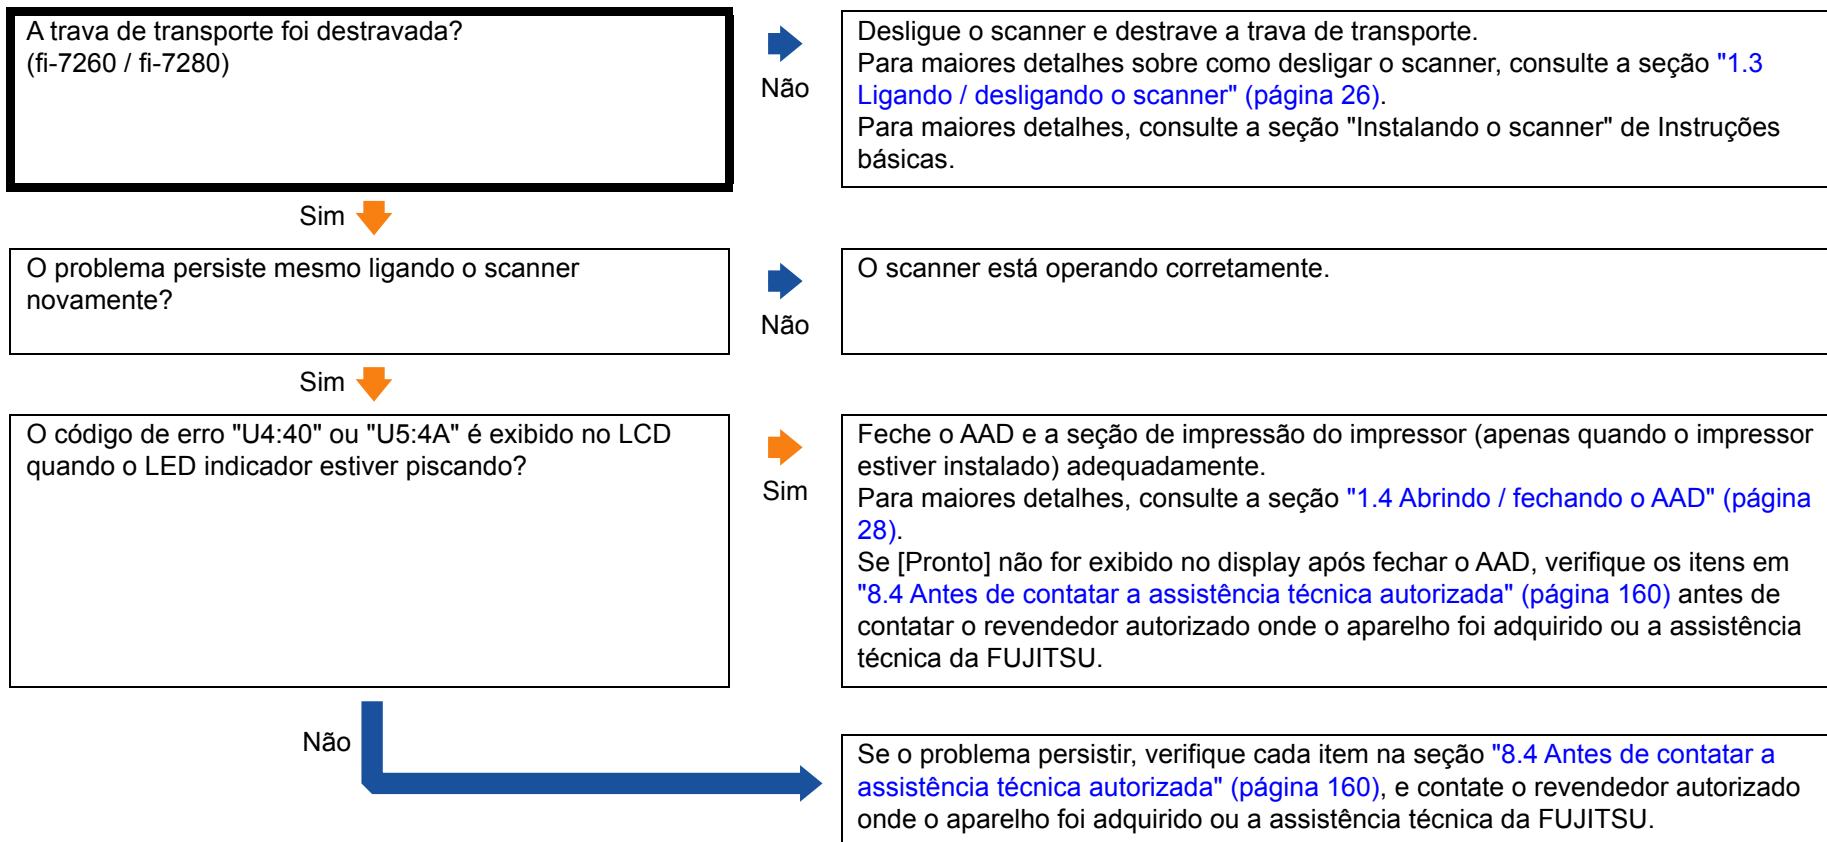 A trava de transporte foi destravada?
(fi-7260 / fi-7280)
Não
Desligue o scanner e destrave a trava de transporte.
Para maiores detalhes sobre como desligar o scanner, consulte a seção "1.3
Ligando / desligando o scanner" (página 26).
Para maiores detalhes, consulte a seção "Instalando o scanner" de Instruções
básicas.
Sim
O problema persiste mesmo ligando o scanner
novamente?
Não
O scanner está operando corretamente.
Sim
O código de erro "U4:40" ou "U5:4A" é exibido no LCD
quando o LED indicador estiver piscando?
Sim
Feche o AAD e a seção de impressão do impressor (apenas quando o impressor
estiver instalado) adequadamente.
Para maiores detalhes, consulte a seção "1.4 Abrindo / fechando o AAD" (página
28).
Se [Pronto] não for exibido no display após fechar o AAD, verifique os itens em
"8.4 Antes de contatar a assistência técnica autorizada" (página 160) antes de
contatar o revendedor autorizado onde o aparelho foi adquirido ou a assistência
técnica da FUJITSU.
Não
Se o problema persistir, verifique cada item na seção "8.4 Antes de contatar a
assistência técnica autorizada" (página 160), e contate o revendedor autorizado
onde o aparelho foi adquirido ou a assistência técnica da FUJITSU.